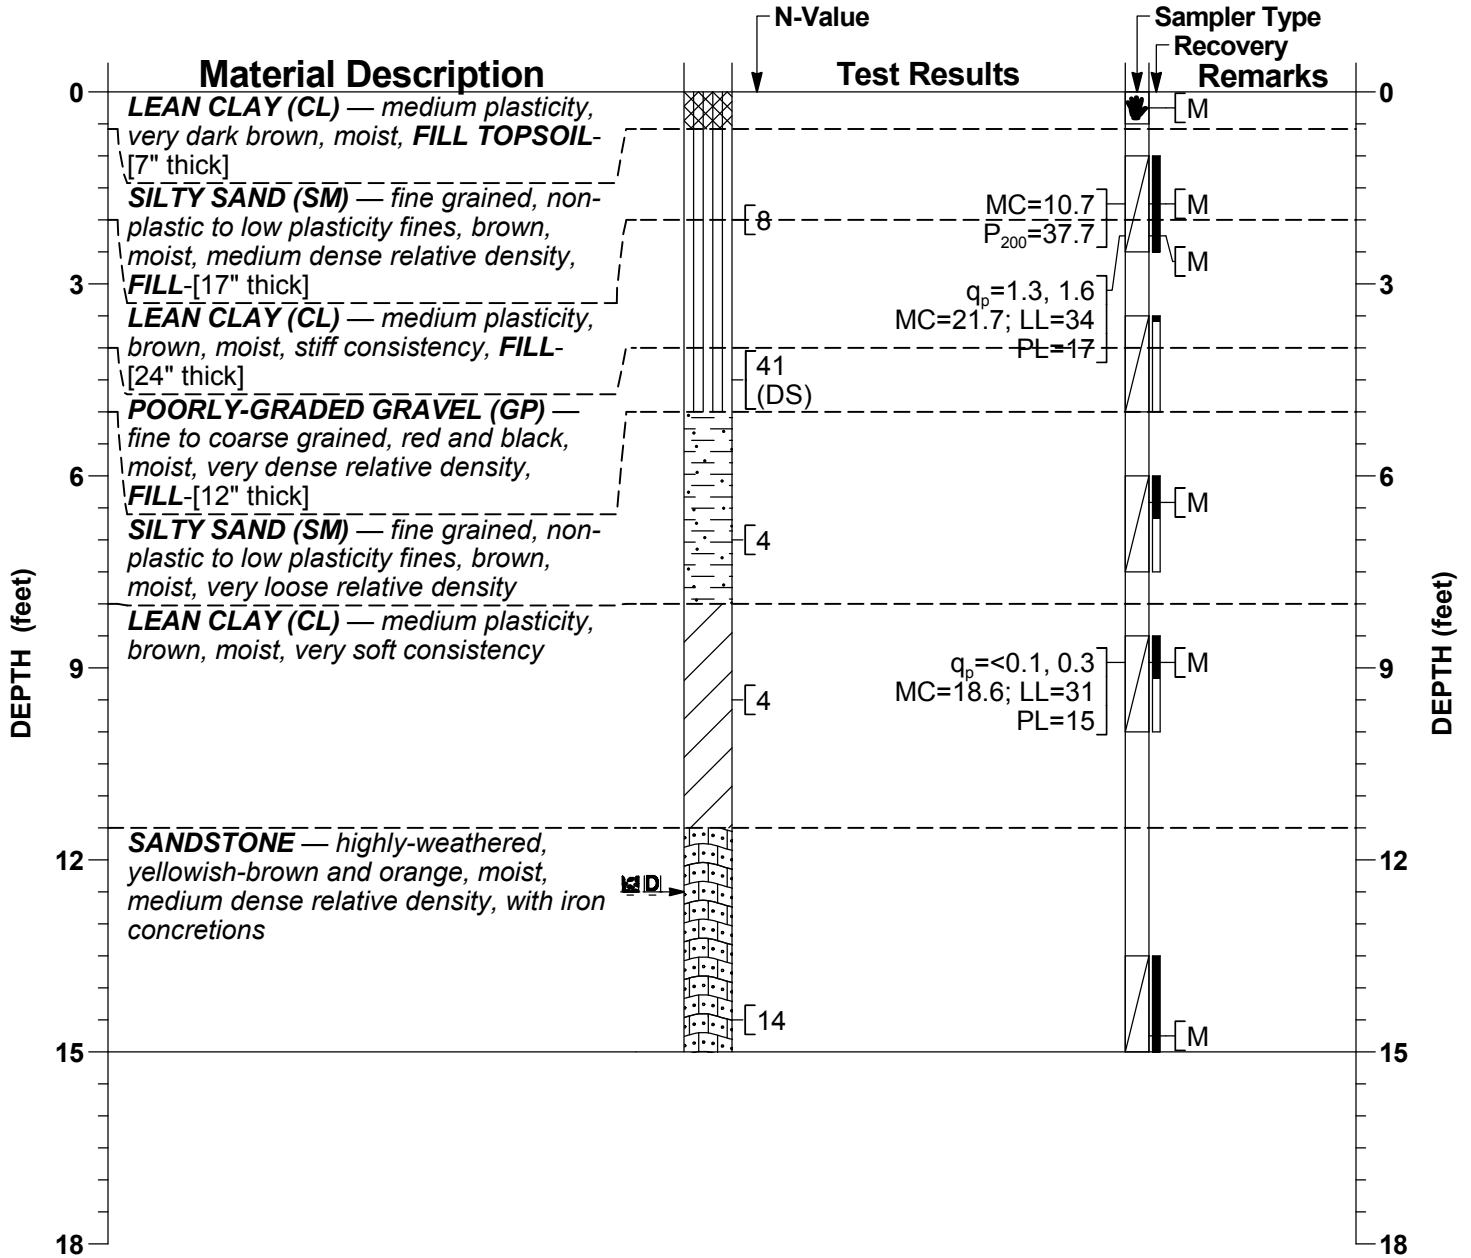 N-Value
Sampler Type
Recovery
Material Description
Test Results
Remarks
0
0
LEAN CLAY (CL) — medium plasticity,
very dark brown, moist, FILL TOPSOIL-
[7" thick]
M
SILTY SAND (SM) — fine grained, non-
plastic to low plasticity fines, brown,
moist, medium dense relative density,
FILL-[17" thick]
8
MC=10.7
P200=37.7
M
M
3
3
LEAN CLAY (CL) — medium plasticity,
brown, moist, stiff consistency, FILL-
[24" thick]
qp=1.3, 1.6
MC=21.7; LL=34
PL=17
41
(DS)
POORLY-GRADED GRAVEL (GP) —
fine to coarse grained, red and black,
moist, very dense relative density,
FILL-[12" thick]
6
6
M
SILTY SAND (SM) — fine grained, non-
plastic to low plasticity fines, brown,
moist, very loose relative density
4
LEAN CLAY (CL) — medium plasticity,
brown, moist, very soft consistency
DEPTH (feet)
DEPTH (feet)
9
9
4
qp=<0.1, 0.3
MC=18.6; LL=31
PL=15
M
SANDSTONE — highly-weathered,
yellowish-brown and orange, moist,
medium dense relative density, with iron
concretions
12
12
14
M
15
15
18
18